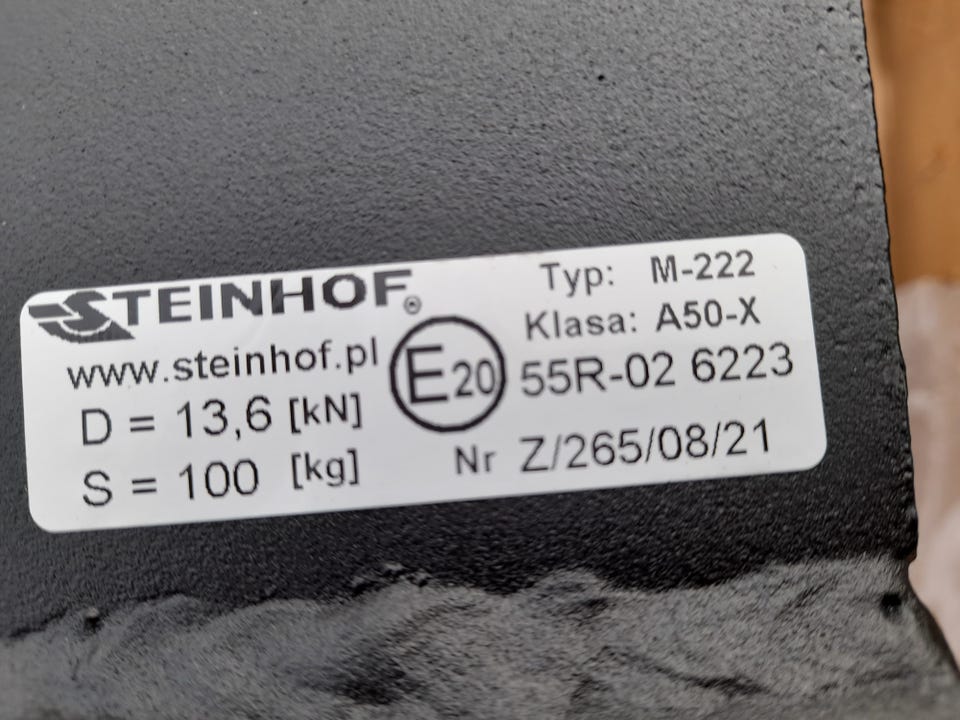 STEINHOF®
www.steinhof.pl
D = 13,6 [kN]
S = 100 [kg]
E20
Typ: M-222
Klasa: A50-X
55R-02 6223
Nr Z/265/08/21